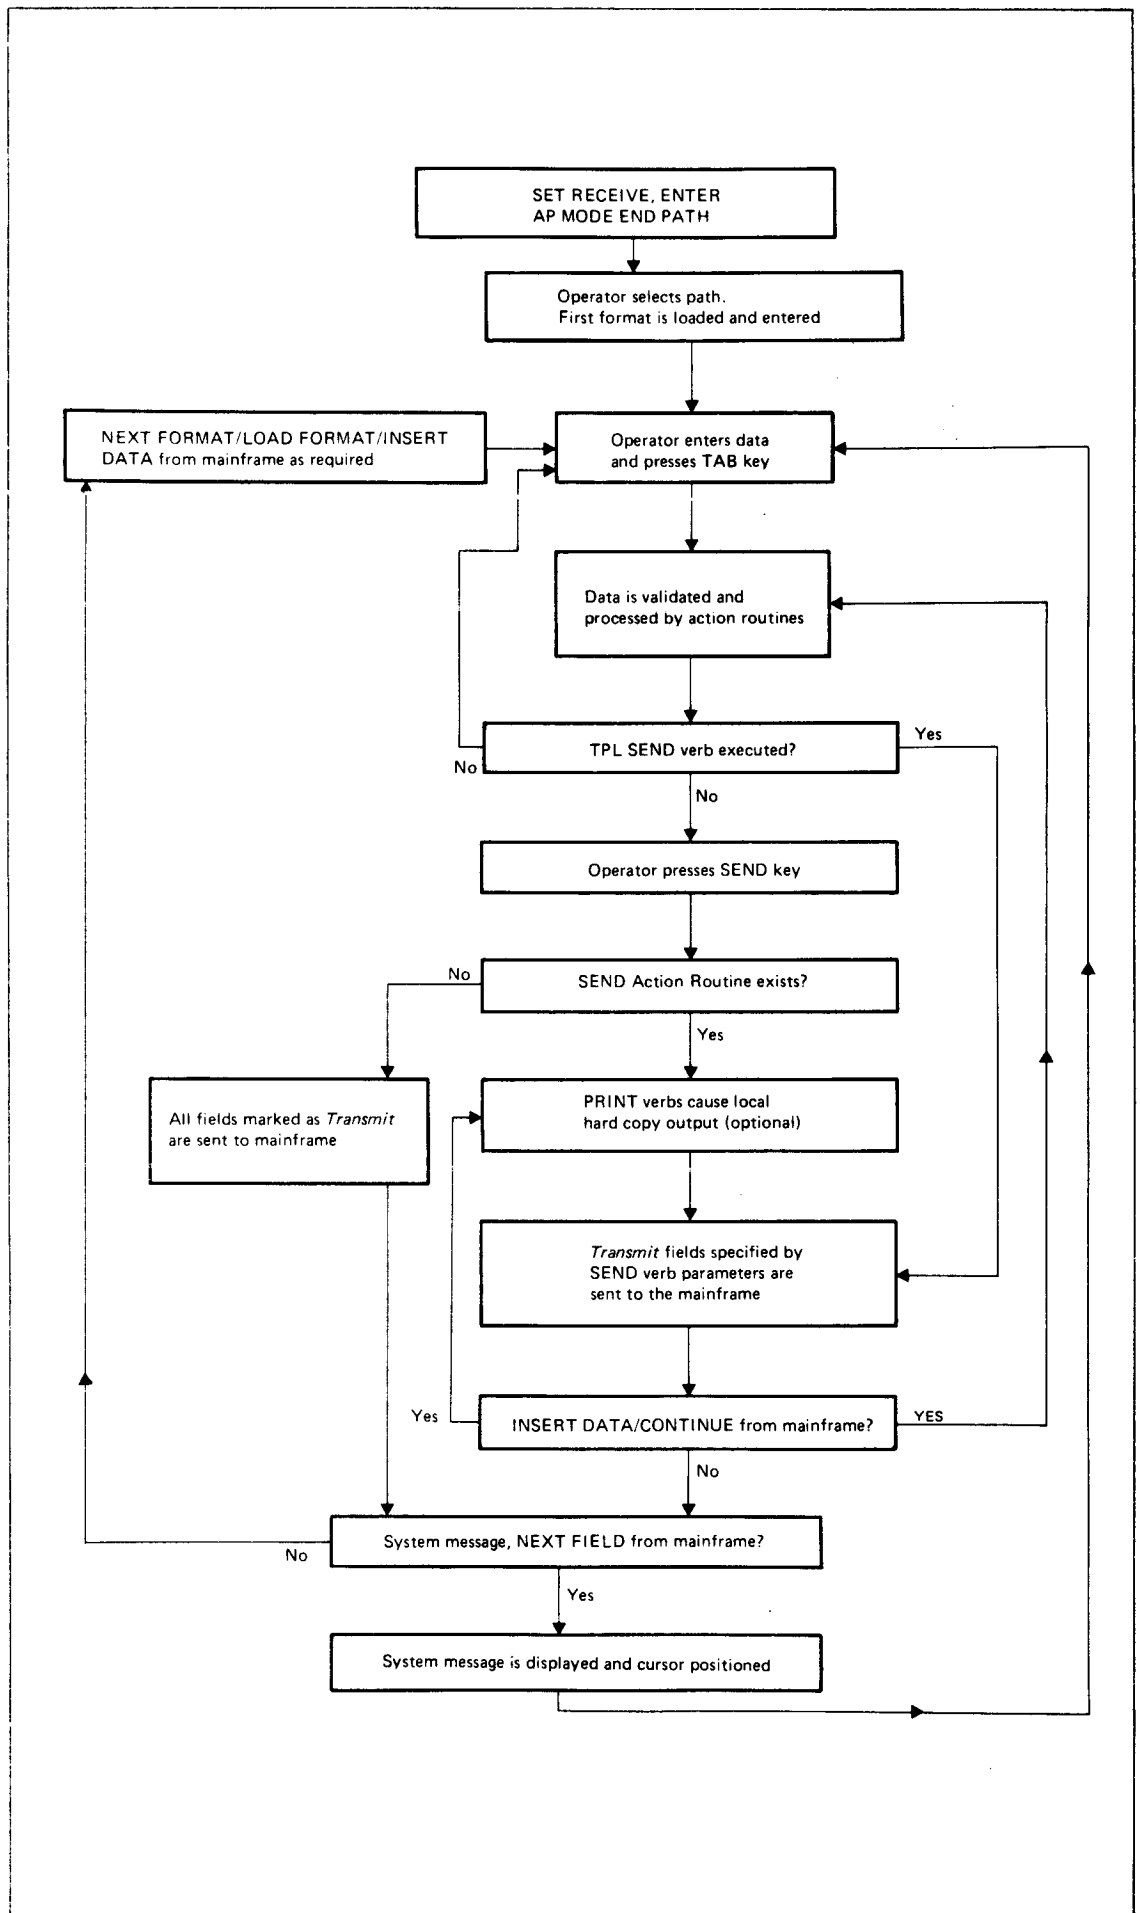 SET RECEIVE, ENTER
AP MODE END PATH
Operator selects path.
First format is loaded and entered
NEXT FORMAT/LOAD FORMAT/INSERT
DATA from mainframe as required
Operator enters data
and presses TAB key
Data is validated and
processed by action routines
TPL SEND verb executed?
Yes
No
No
Operator presses SEND key
No
SEND Action Routine exists?
Yes
All fields marked as Transmit
are sent to mainframe
PRINT verbs cause local
hard copy output (optional)
Transmit fields specified by
SEND verb parameters are
sent to the mainframe
Yes
INSERT DATA/CONTINUE from mainframe?
YES
No
System message, NEXT FIELD from mainframe?
No
Yes
System message is displayed and cursor positioned